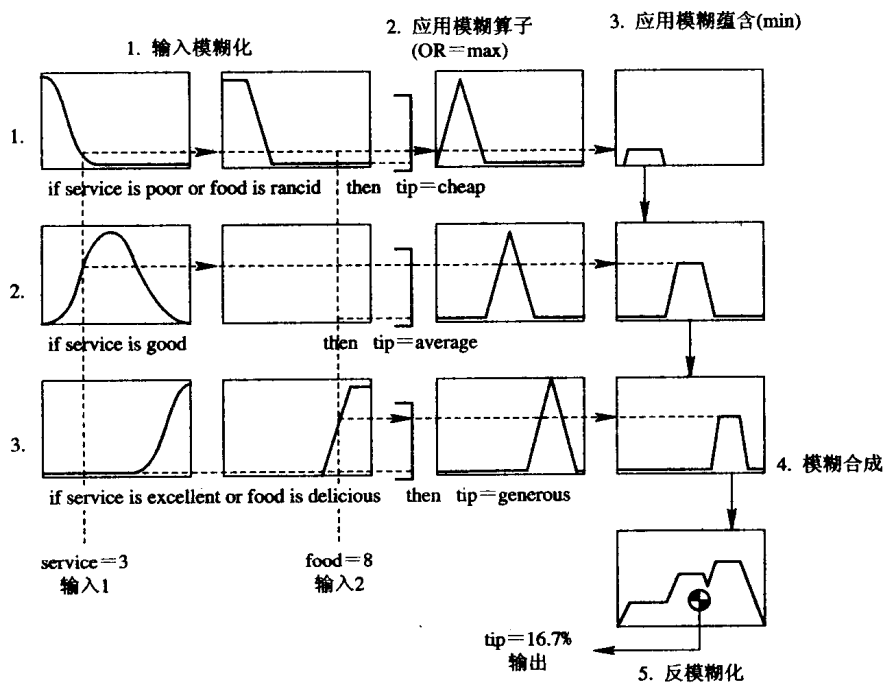 1. 输入模糊化
2. 应用模糊算子
(OR=max)
3. 应用模糊蕴含(min)
1.
if service is poor or food is rancid then tip=cheap
2.
if service is good then tip=average
3.
if service is excellent or food is delicious then tip=generous
4. 模糊合成
service=3
输入1
food=8
输入2
tip=16.7%
输出
5. 反模糊化